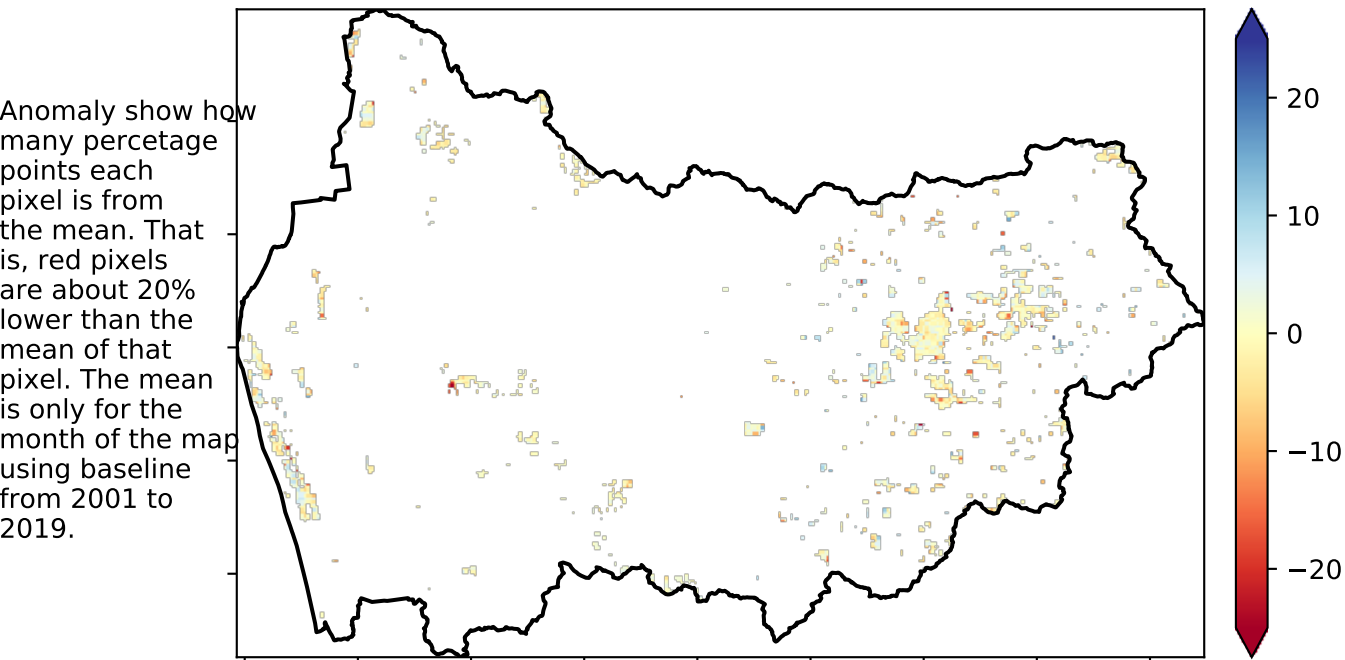 Anomaly show how
many percetage
points each
pixel is from
the mean. That
is, red pixels
are about 20%
lower than the
mean of that
pixel. The mean
is only for the
month of the map
using baseline
from 2001 to
2019.
20
10
0
−10
−20